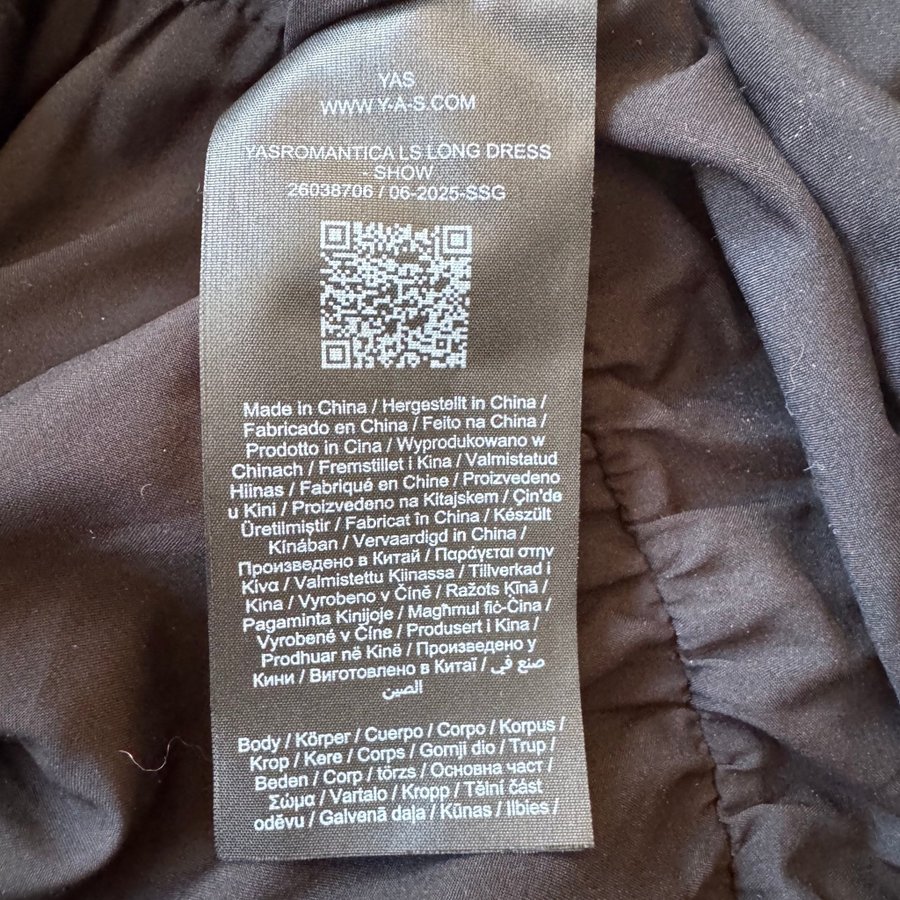 YAS
WWW.Y-A-S.COM
YASROMANTICA LS LONG DRESS
- SHOW
26038706 / 06-2025-SSG
Made in China / Hergestellt in China /
Fabricado en China / Feito na China /
Prodotto in Cina / Wyprodukowano w
Chinach / Fremstillet i Kina / Valmistatud
Hiinas / Fabriqué en Chine / Proizvedeno
u Kini / Proizvedeno na Kitajskem / Çin'de
Üretilmiştir / Fabricat în China / Készült
Kínában / Vervaardigd in China /
Произведено в Китай / Παράγεται στην
Κίνα / Valmistettu Kiinassa / Tillverkad i
Kina / Vyrobeno v Číně / Ražots Ķīnā /
Pagaminta Kinijoje / Magħmul fiċ-Ċina /
Vyrobené v Číne / Produsert i Kina /
Prodhuar në Kinë / Произведено у
Кини / Виготовлено в Китаї / صنع في
الصين
Body / Körper / Cuerpo / Corpo / Korpus /
Krop / Kere / Corps / Gornji dio / Trup /
Beden / Corp / törzs / Основна част /
Σώμα / Vartalo / Kropp / Tělní část
oděvu / Galvenā daļa / Kūnas / Ilbies /